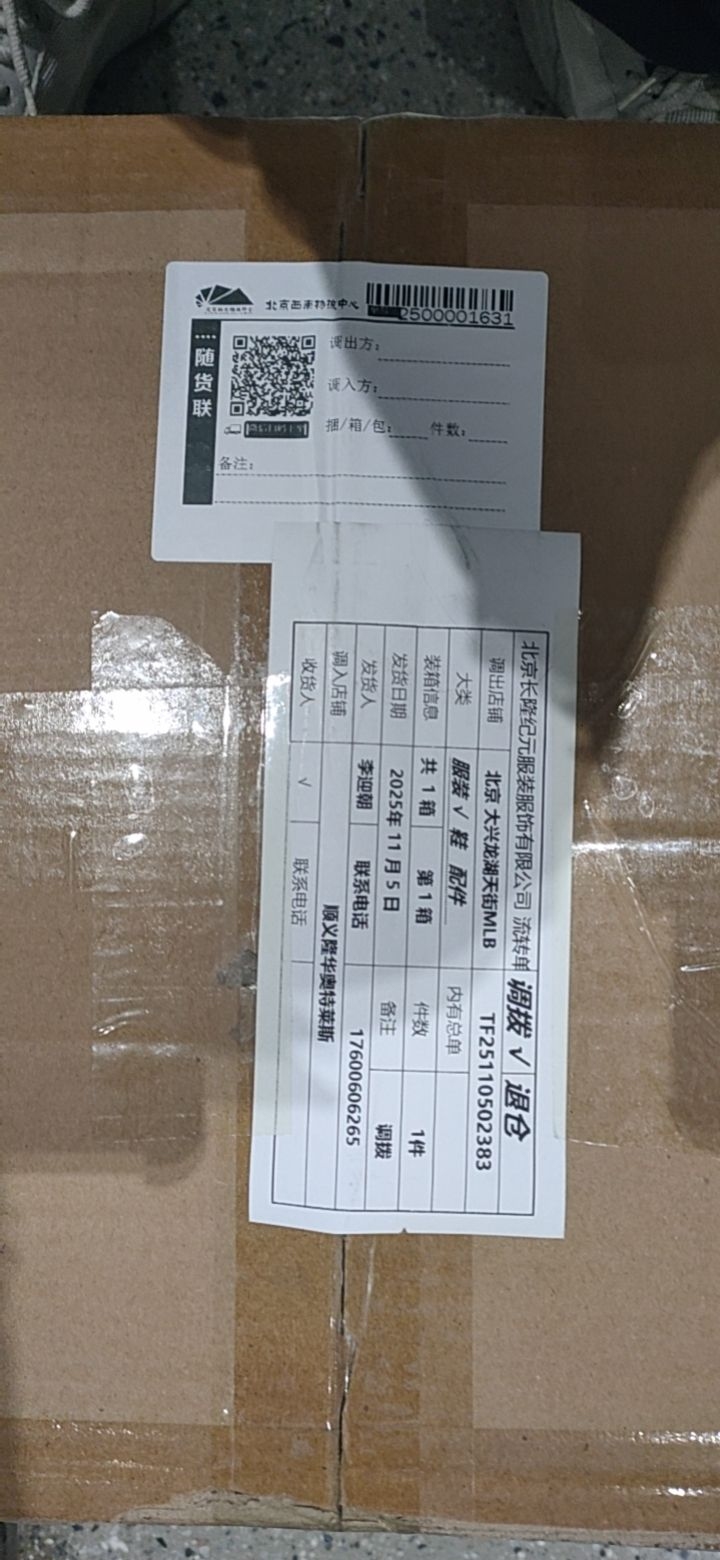 北京西南物流中心
2500001631
随货联
调出方：
调入方：
捆/箱/包： 件数：
备注：
北京长隆纪元服装服饰有限公司 流转单 调拨 √ 退仓
调出店铺 北京 大兴龙湖天街MLB TF25110502383
大类 服装 √ 鞋 配件 内有总单
装箱信息 共 1 箱 第 1 箱 件数 1件
发货日期 2025年 11 月 5 日 备注 调拨
发货人 李迎朝 联系电话 17600606265
调入店铺 顺义隆华奥特莱斯
收货人 √ 联系电话